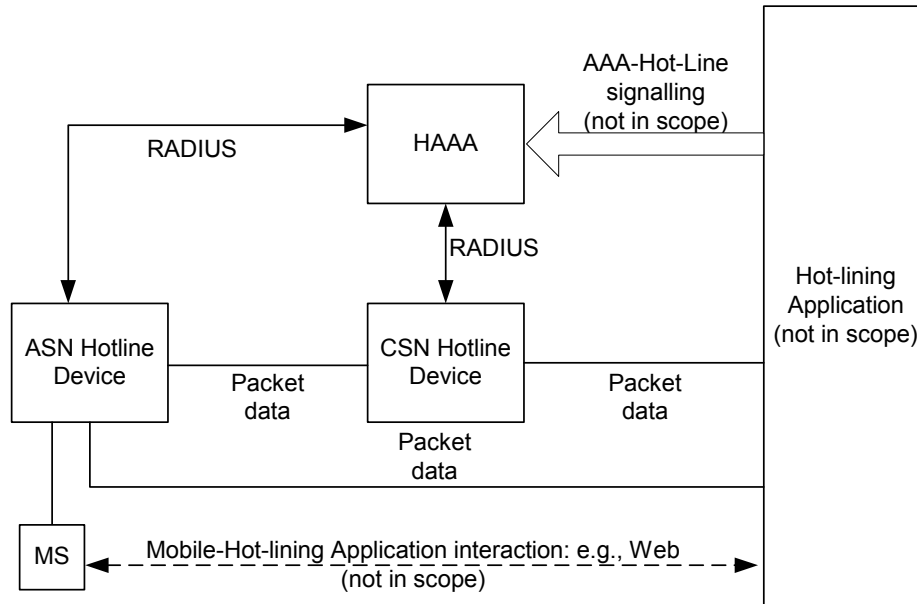 AAA-Hot-Line
signalling
(not in scope)
HAAA
RADIUS
RADIUS
Hot-lining
Application
(not in scope)
ASN Hotline
Device
CSN Hotline
Device
Packet
data
Packet
data
Packet
data
MS
Mobile-Hot-lining Application interaction: e.g., Web
(not in scope)